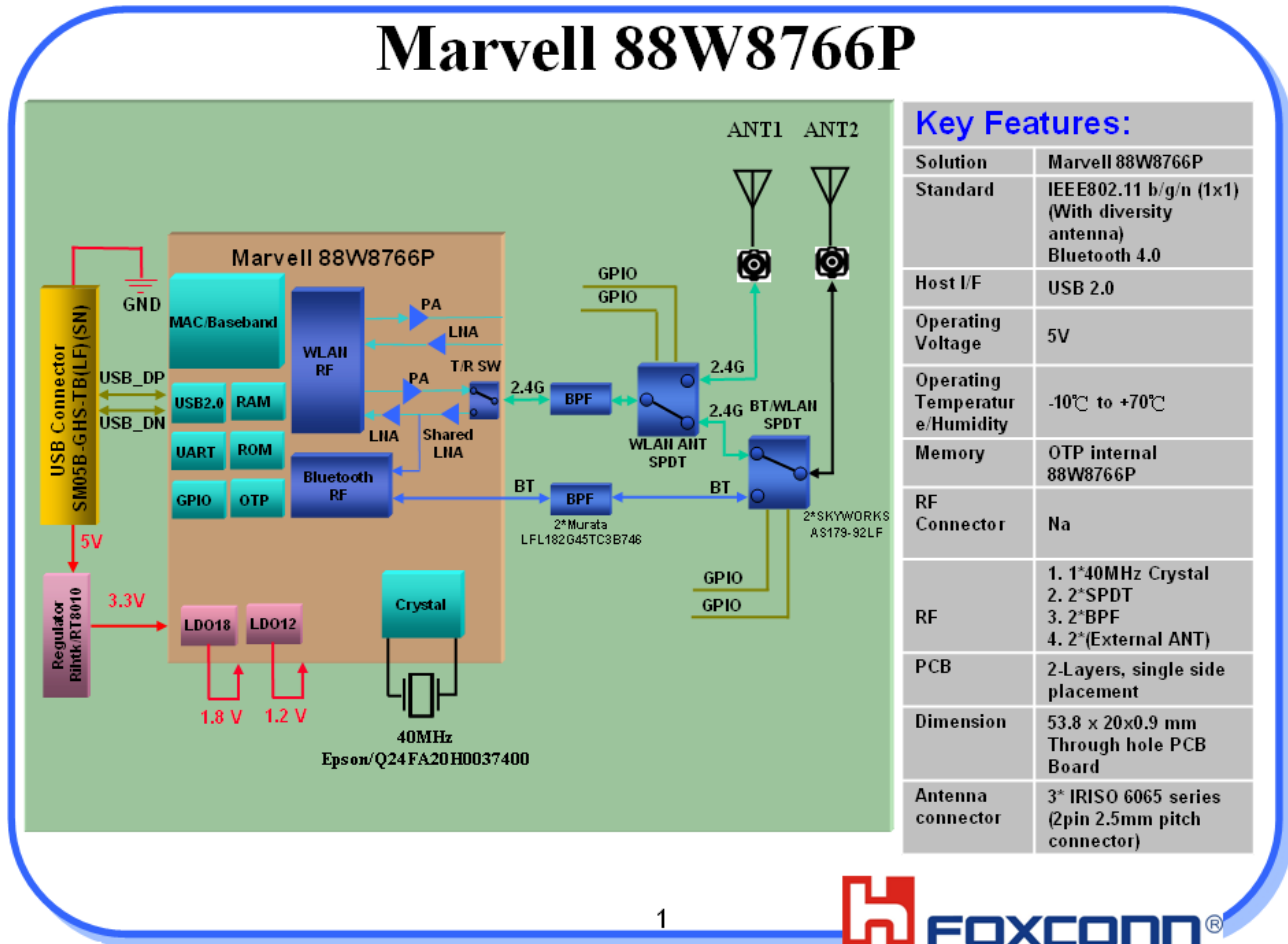 Marvell 88W8766P
ANT1
ANT2
Marvell 88W8766P
GND
USB Connector
SM05B-GHS-TB(LF)(SN)
USB_DP
USB_DN
MAC/Baseband
USB2.0
RAM
UART
ROM
GPIO
OTP
WLAN
RF
Bluetooth
RF
PA
LNA
T/R SW
PA
LNA
Shared
LNA
2.4G
BPF
GPIO
GPIO
2.4G
2.4G
WLAN ANT
SPDT
BT/WLAN
SPDT
BT
BPF
BT
2*Murata
LFL182G45TC3B746
2*SKYWORKS
AS179-92LF
GPIO
GPIO
5V
Regulator
Rihtk/RT8010
3.3V
LDO18
LDO12
1.8 V
1.2 V
Crystal
40MHz
Epson/Q24FA20H0037400
Key Features:
Solution
Marvell 88W8766P
Standard
IEEE802.11 b/g/n (1x1)
(With diversity
antenna)
Bluetooth 4.0
Host I/F
USB 2.0
Operating
Voltage
5V
Operating
Temperatur
e/Humidity
-10℃ to +70℃
Memory
OTP internal
88W8766P
RF
Connector
Na
RF
1. 1*40MHz Crystal
2. 2*SPDT
3. 2*BPF
4. 2*(External ANT)
PCB
2-Layers, single side
placement
Dimension
53.8 x 20x0.9 mm
Through hole PCB
Board
Antenna
connector
3* IRISO 6065 series
(2pin 2.5mm pitch
connector)
1
FOXCONN®